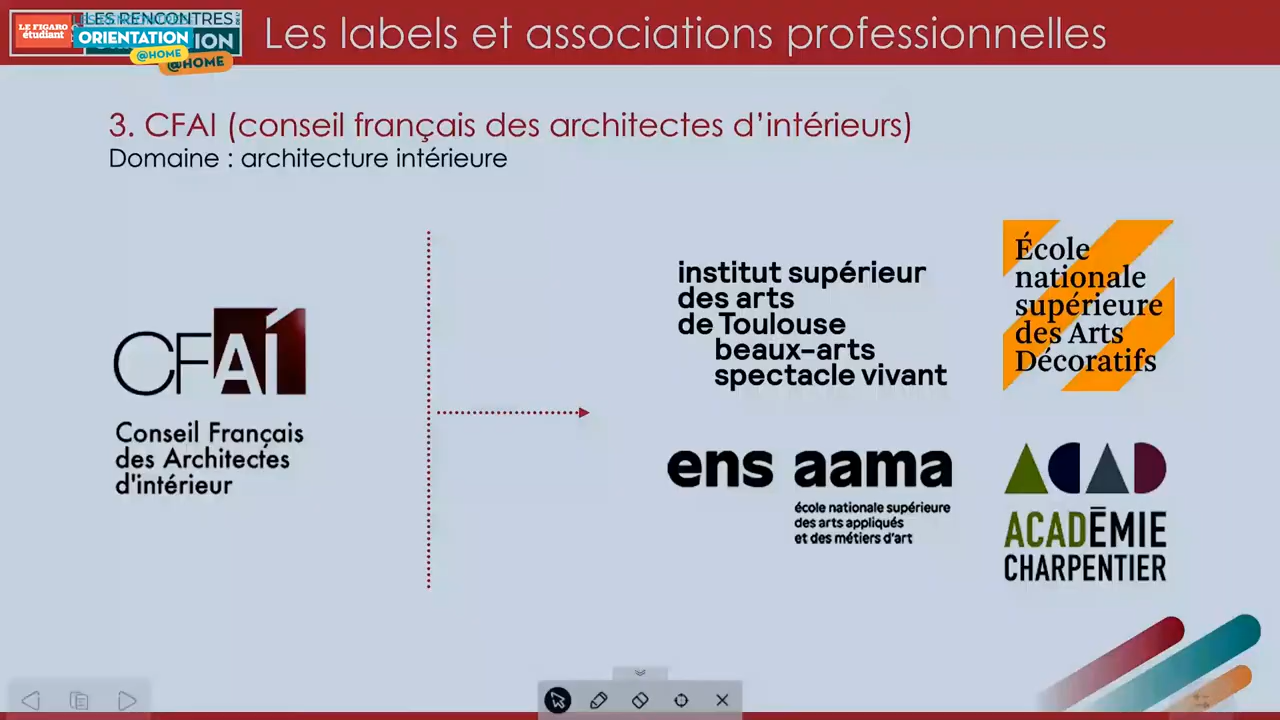 LE FIGARO
étudiant
LES RENCONTRES
ORIENTATION
@HOME
@HOME
Les labels et associations professionnelles
3. CFAI (conseil français des architectes d’intérieurs)
Domaine : architecture intérieure
CFAI
Conseil Français
des Architectes
d'intérieur
institut supérieur
des arts
de Toulouse
beaux-arts
spectacle vivant
École
nationale
supérieure
des Arts
Décoratifs
ens aama
école nationale supérieure
des arts appliqués
et des métiers d'art
ACAD
ACADĒMIE
CHARPENTIER